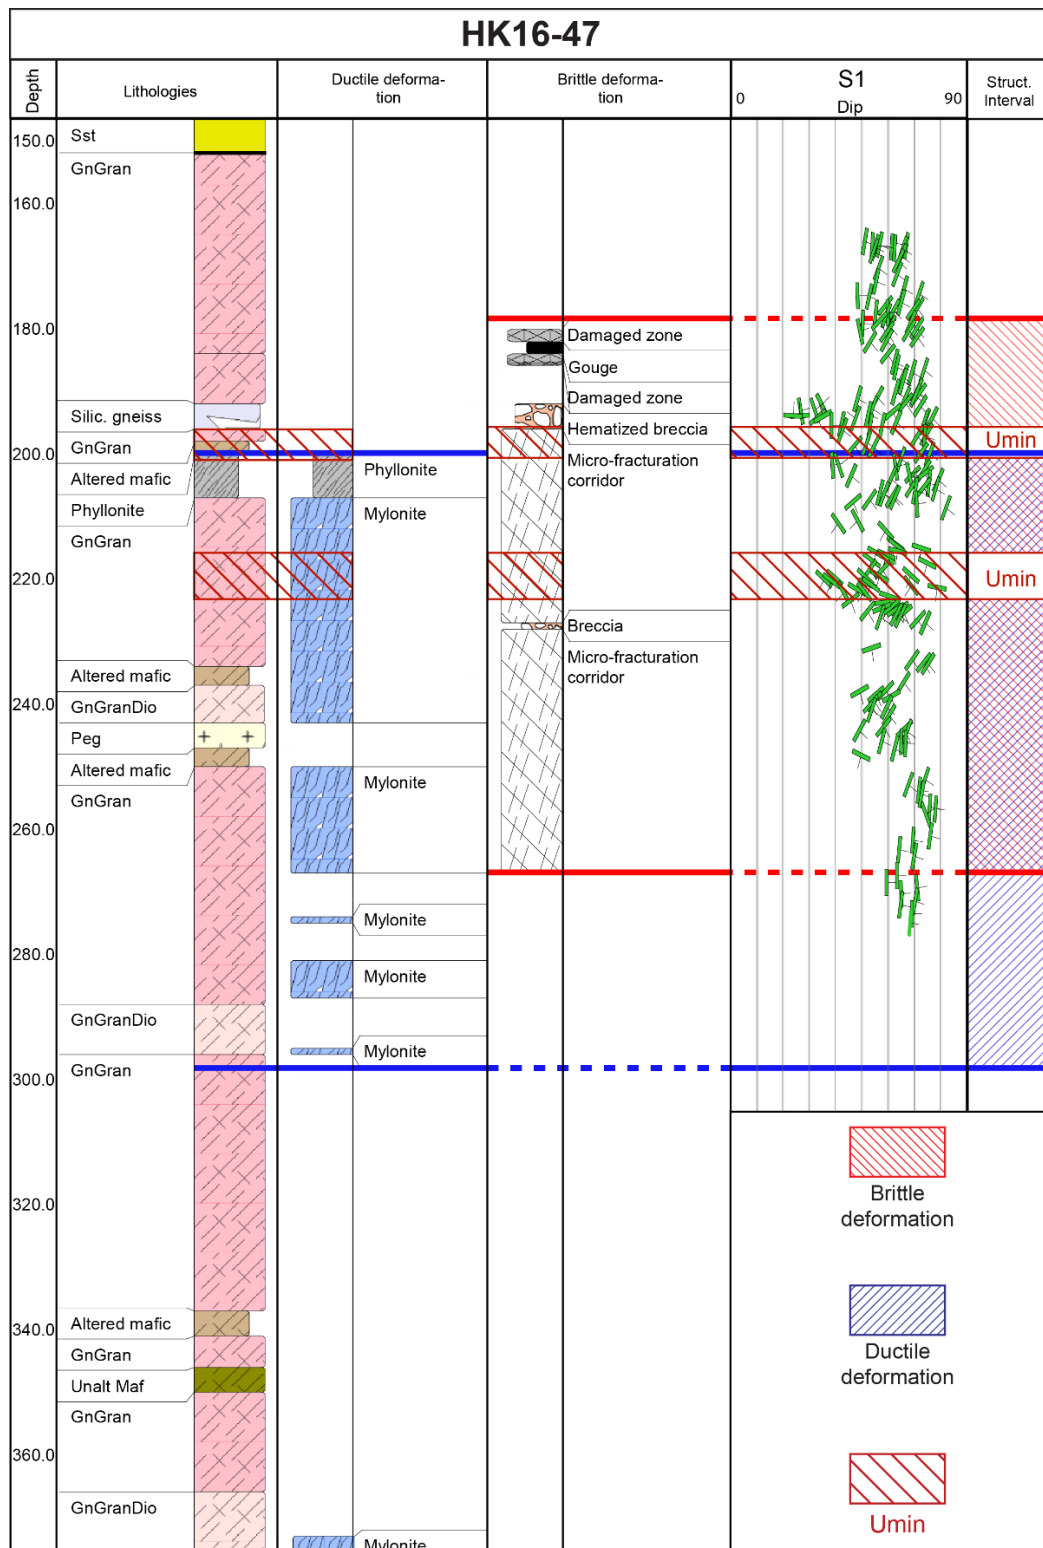 HK16-47
Depth
Lithologies
Ductile deforma-
tion
Brittle deforma-
tion
S1
0
Dip
90
Struct.
Interval
150.0
160.0
180.0
200.0
220.0
240.0
260.0
280.0
300.0
320.0
340.0
360.0
Sst
GnGran
Silic. gneiss
GnGran
Altered mafic
Phyllonite
GnGran
Altered mafic
GnGranDio
Peg
Altered mafic
GnGran
GnGranDio
GnGran
Altered mafic
GnGran
Unalt Maf
GnGran
GnGranDio
Phyllonite
Mylonite
Mylonite
Mylonite
Mylonite
Mylonite
Mylonite
Damaged zone
Gouge
Damaged zone
Hematized breccia
Micro-fracturation
corridor
Breccia
Micro-fracturation
corridor
Umin
Umin
Brittle
deformation
Ductile
deformation
Umin